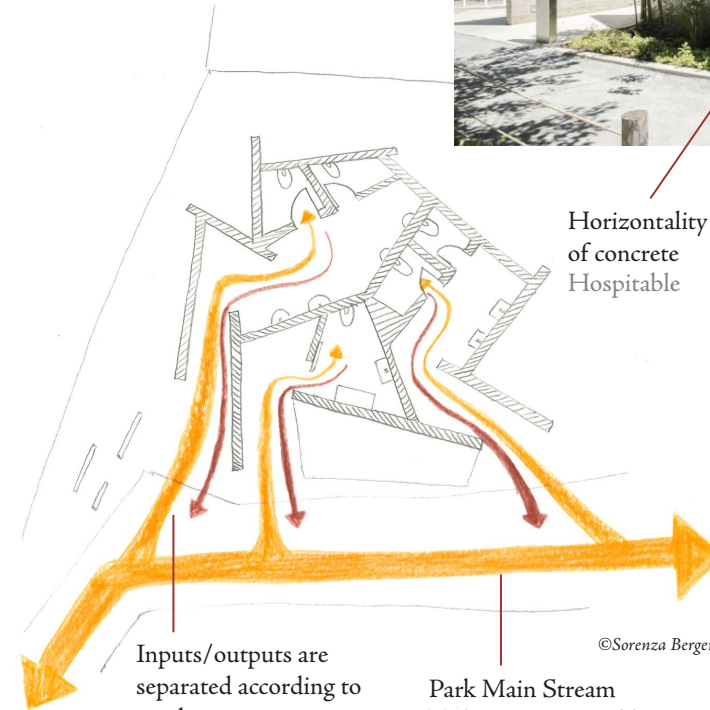 Horizontality
of concrete
Hospitable
©Sorenza Berger
Inputs/outputs are
separated according to
Park Main Stream